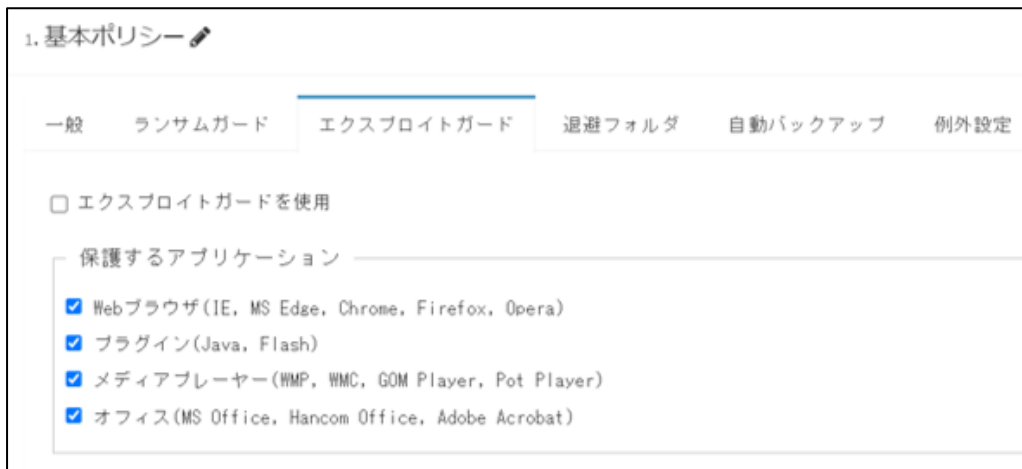 1. 基本ポリシー
一般 ランサムガード エクスプロイトガード 退避フォルダ 自動バックアップ 例外設定
エクスプロイトガードを使用
保護するアプリケーション
Webブラウザ(IE, MS Edge, Chrome, Firefox, Opera)
プラグイン(Java, Flash)
メディアプレーヤー(WMP, WMC, GOM Player, Pot Player)
オフィス(MS Office, Hancom Office, Adobe Acrobat)